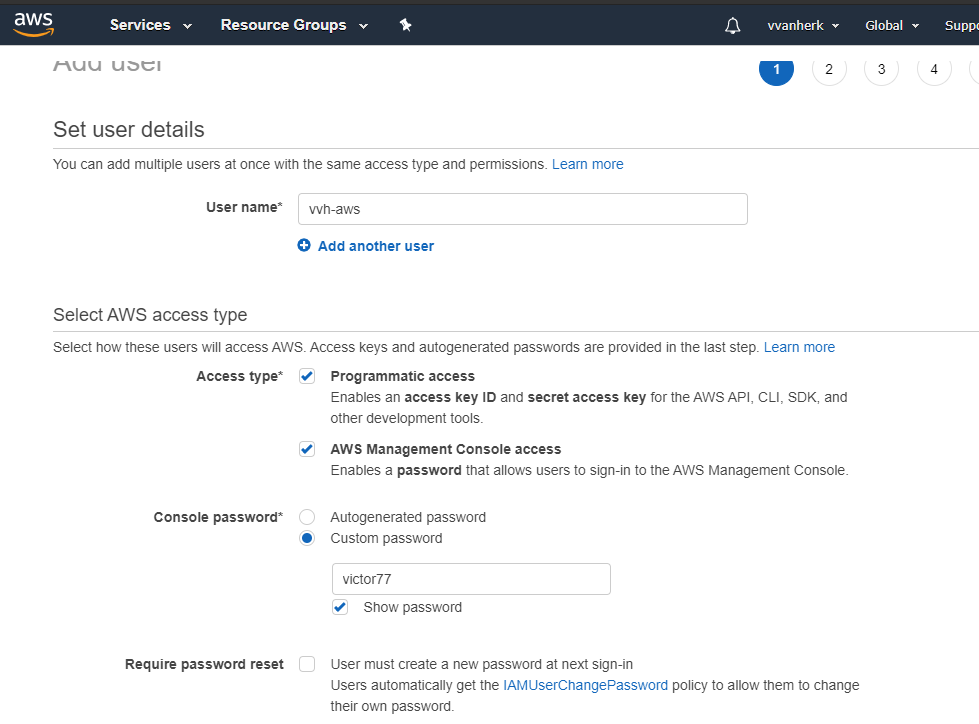 aws Services Resource Groups vvanherk Global Suppo
Add user 1 2 3 4
Set user details
You can add multiple users at once with the same access type and permissions. Learn more
User name* vvh-aws
Add another user
Select AWS access type
Select how these users will access AWS. Access keys and autogenerated passwords are provided in the last step. Learn more
Access type* Programmatic access
Enables an access key ID and secret access key for the AWS API, CLI, SDK, and
other development tools.
AWS Management Console access
Enables a password that allows users to sign-in to the AWS Management Console.
Console password* Autogenerated password
Custom password
victor77
Show password
Require password reset User must create a new password at next sign-in
Users automatically get the IAMUserChangePassword policy to allow them to change
their own password.